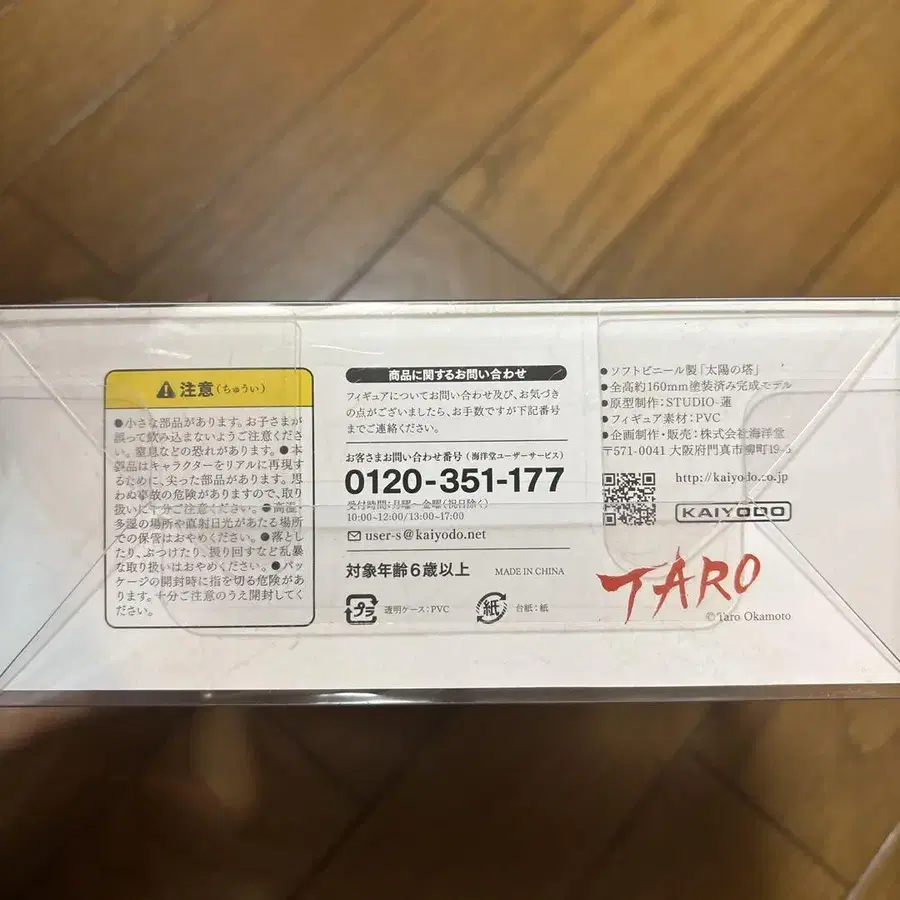 注意(ちゅうい)
●小さな部品があります。お子さまが
誤って飲み込まないようご注意くださ
い。窒息などの恐れがあります。●本
製品はキャラクターをリアルに再現す
るために、尖った部品があります。思
わぬ事故の危険がありますので、取り
扱いに十分ご注意ください。●高温・
多湿の場所や直射日光があたる場所
での保管はおやめください。●落とし
たり、ぶつけたり、振り回すなど乱暴
な取り扱いはおやめください。●パッ
ケージの開封時に指を切る危険があ
ります。十分ご注意のうえ開封してく
ださい。
商品に関するお問い合わせ
フィギュアについてお問い合わせ及び、お気づき
の点がございましたら、お手数ですが下記番号
までご連絡ください。
お客さまお問い合わせ番号(海洋堂ユーザーサービス)
0120-351-177
受付時間:月曜〜金曜(祝日除く)
10:00~12:00/13:00~17:00
user-s@kaiyodo.net
対象年齢6歳以上 MADE IN CHINA
プラ 透明ケース:PVC 紙 台紙:紙
●ソフトビニール製「太陽の塔」
●全高約160mm塗装済み完成モデル
●原型制作:STUDIO-蓮
●フィギュア素材:PVC
●企画制作・販売:株式会社海洋堂
〒571-0041 大阪府門真市柳町19-5
http://kaiyodo.co.jp
KAIYODO
TARO
© Taro Okamoto